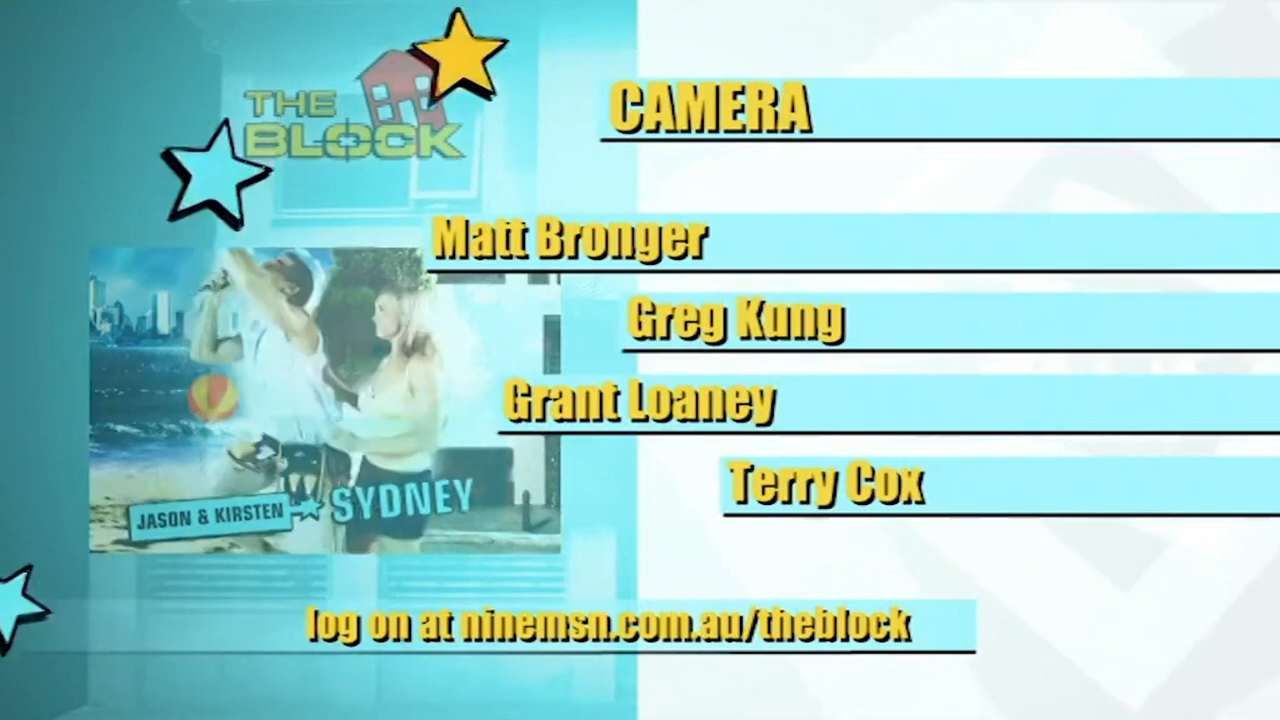 THE
BLOCK
CAMERA
Matt Bronger
Greg Kung
Grant Loaney
Terry Cox
JASON & KIRSTEN
SYDNEY
log on at ninemsn.com.au/theblock